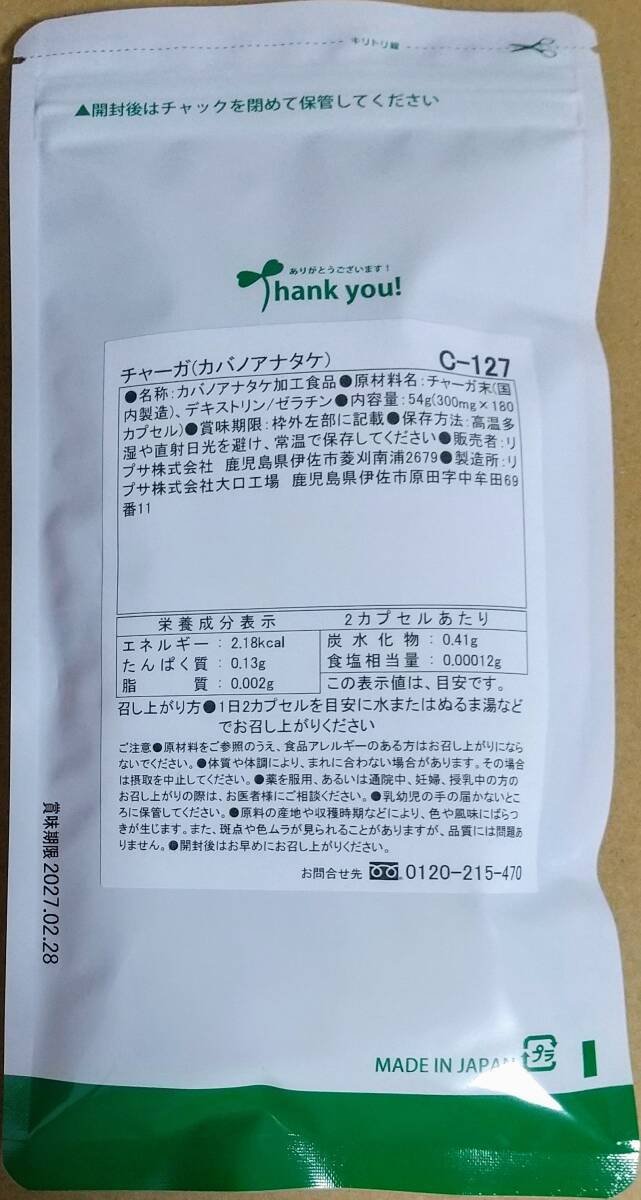 キリトリ線
▲開封後はチャックを閉めて保管してください
ありがとうございます！
Thank you!
チャーガ(カバノアナタケ) C-127
●名称:カバノアナタケ加工食品●原材料名:チャーガ末(国
内製造)、デキストリン/ゼラチン●内容量:54g(300mg×180
カプセル)●賞味期限:枠外左部に記載●保存方法:高温多
湿や直射日光を避け、常温で保存してください●販売者:リ
プサ株式会社 鹿児島県伊佐市菱刈南浦2679●製造所:リ
プサ株式会社大口工場 鹿児島県伊佐市原田字中牟田69
番11
栄養成分表示 2カプセルあたり
エネルギー:2.18kcal 炭水化物:0.41g
たんぱく質:0.13g 食塩相当量:0.00012g
脂質:0.002g この表示値は、目安です。
召し上がり方●1日2カプセルを目安に水またはぬるま湯など
でお召し上がりください
ご注意●原材料をご参照のうえ、食品アレルギーのある方はお召し上がりになら
ないでください。●体質や体調により、まれに合わない場合があります。その場合
は摂取を中止してください。●薬を服用、あるいは通院中、妊婦、授乳中の方の
お召し上がりの際は、お医者様にご相談ください。●乳幼児の手の届かないとこ
ろに保管してください。●原料の産地や収穫時期などにより、色や風味にばらつ
きが生じます。また、斑点や色ムラが見られることがありますが、品質には問題あ
りません。●開封後はお早めにお召し上がりください。
お問合せ先 0120-215-470
賞味期限 2027.02.28
MADE IN JAPAN
プラ